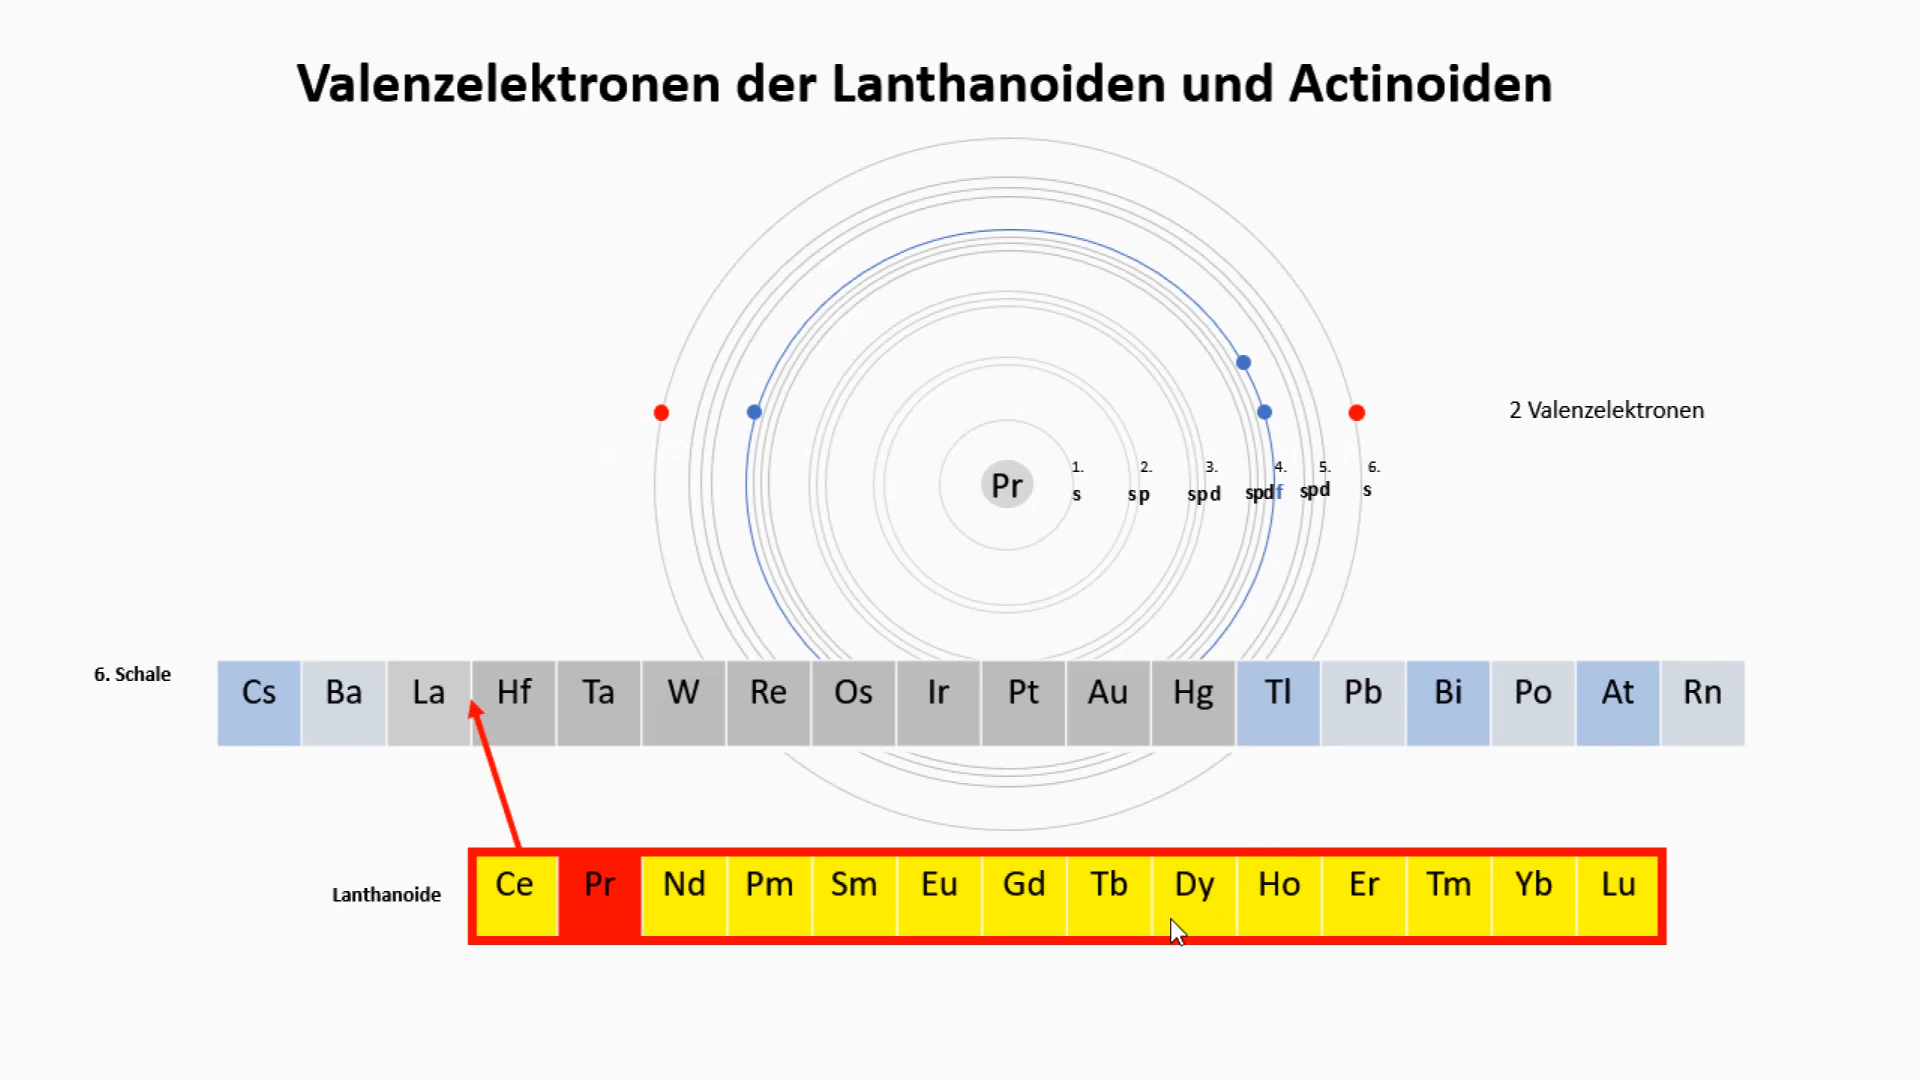 Valenzelektronen der Lanthanoiden und Actinoiden
2 Valenzelektronen
1. 2. 3. 4. 5. 6.
Pr s sp spd spdf spd s
6. Schale Cs Ba La Hf Ta W Re Os Ir Pt Au Hg Tl Pb Bi Po At Rn
Lanthanoide Ce Pr Nd Pm Sm Eu Gd Tb Dy Ho Er Tm Yb Lu